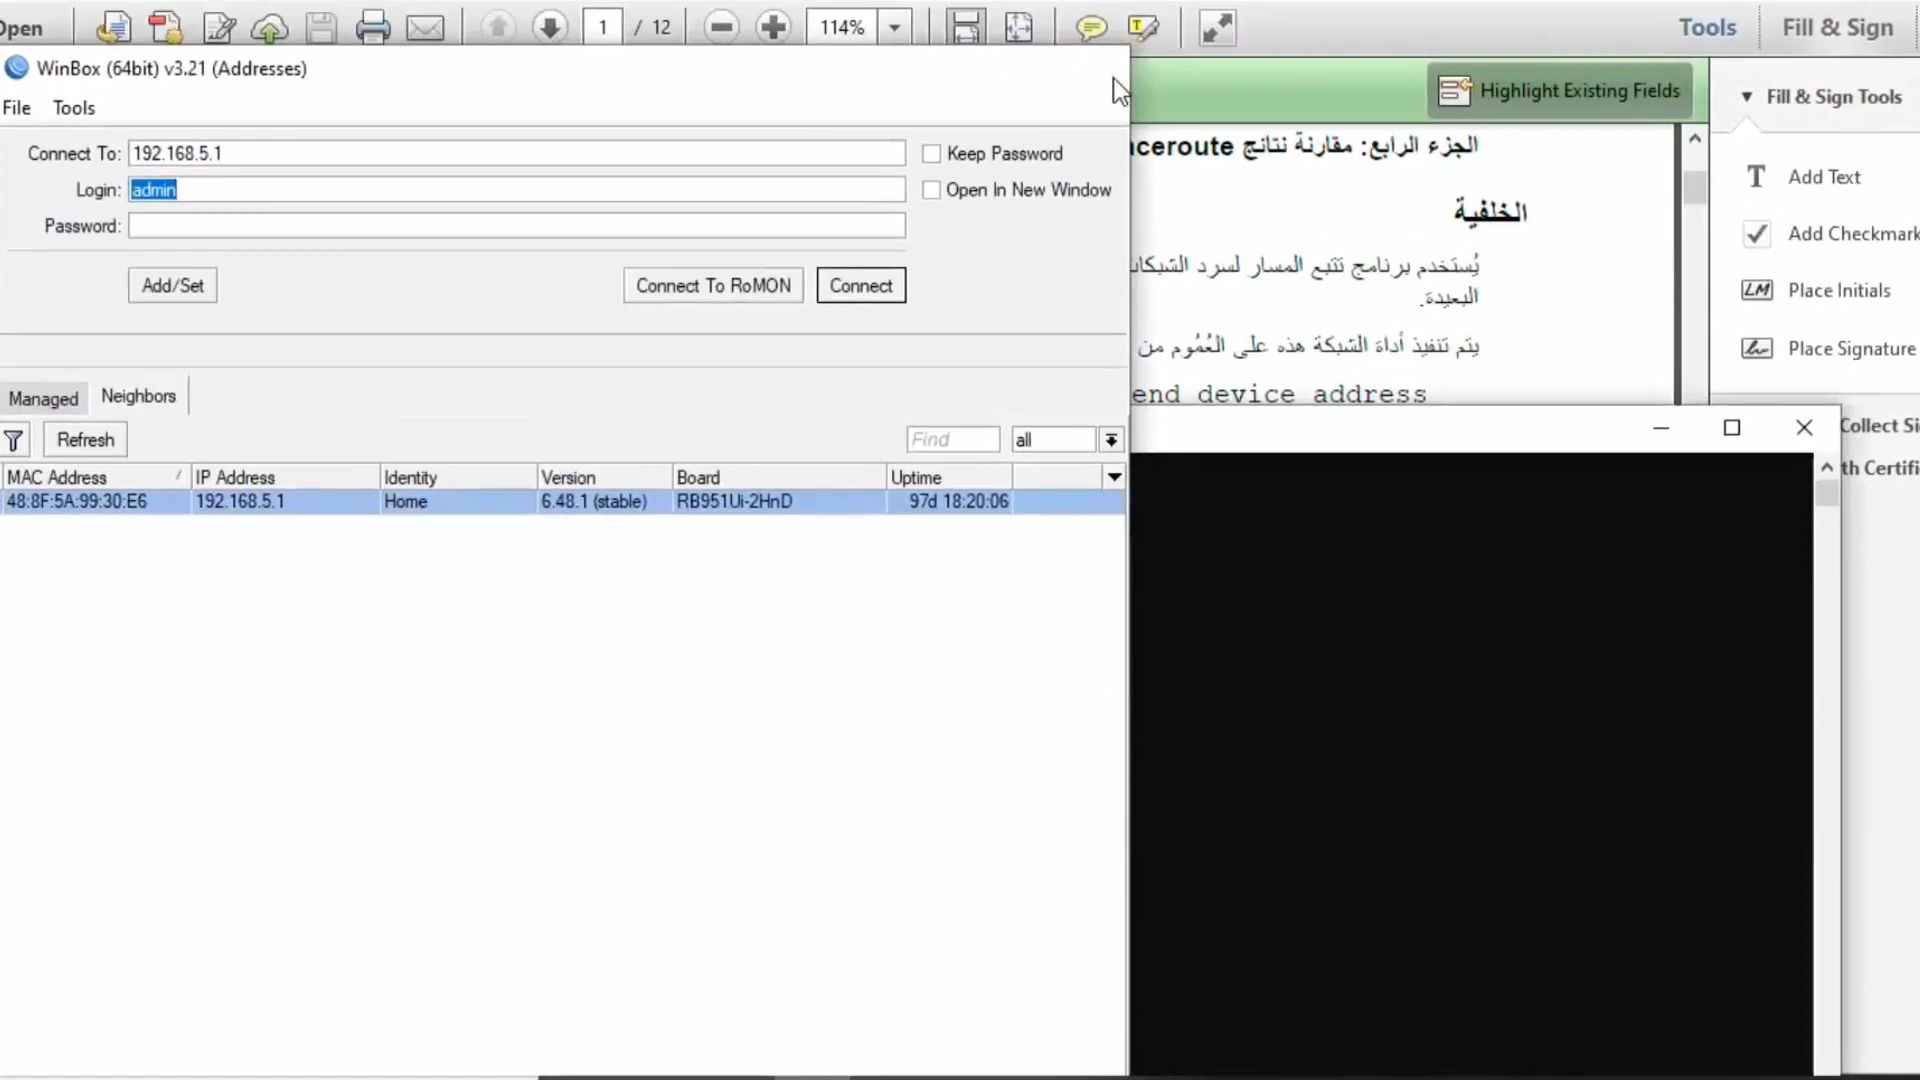 Open
1 / 12
114%
Tools
Fill & Sign
WinBox (64bit) v3.21 (Addresses)
File Tools
Connect To: 192.168.5.1
Keep Password
Login: admin
Open In New Window
Password:
Add/Set
Connect To RoMON
Connect
Managed
Neighbors
Refresh
Find
all
MAC Address IP Address Identity Version Board Uptime
48:8F:5A:99:30:E6 192.168.5.1 Home 6.48.1 (stable) RB951Ui-2HnD 97d 18:20:06
Highlight Existing Fields
الجزء الرابع: مقارنة نتائج aceroute
الخلفية
يُستخدم برنامج تتبع المسار لسرد الشبكات
البعيدة.
يتم تنفيذ أداة الشبكة هذه على العُمُوم من
end device address
Fill & Sign Tools
T Add Text
Add Checkmark
LM Place Initials
Place Signature
Collect Si
th Certifi